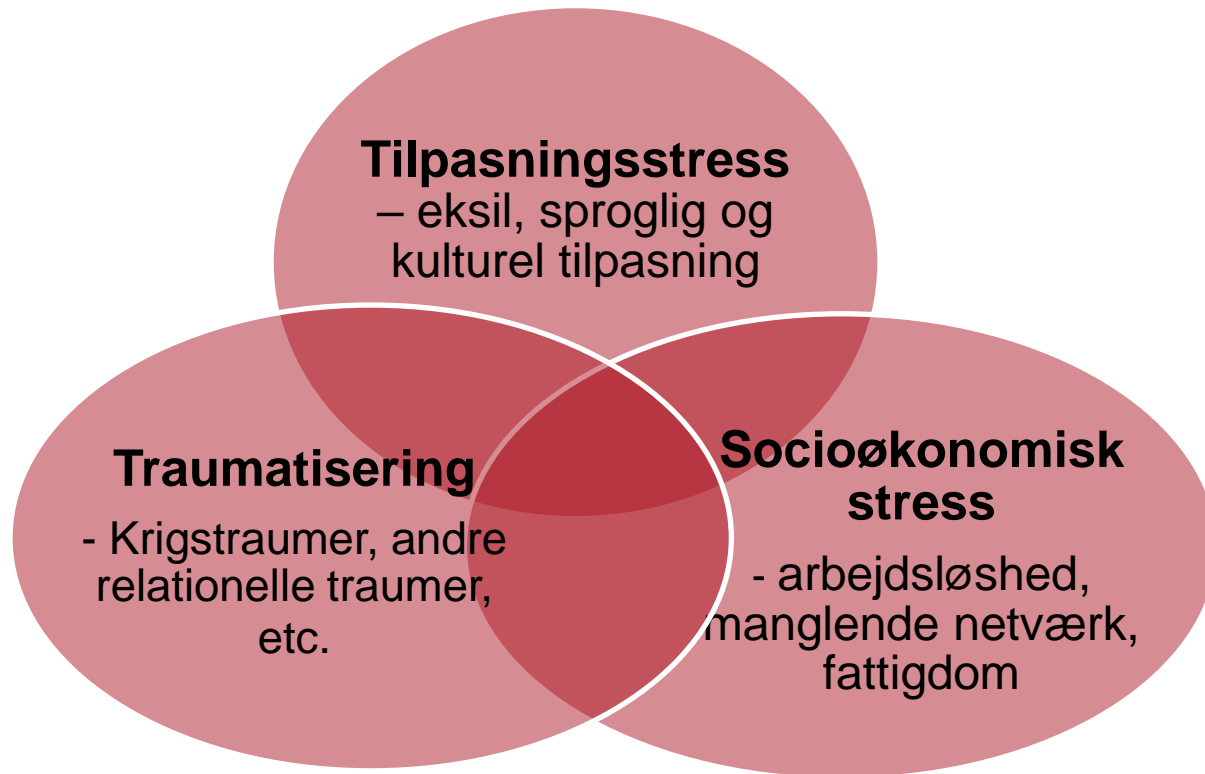 Tilpasningsstress
– eksil, sproglig og
kulturel tilpasning
Traumatisering
- Krigstraumer, andre
relationelle traumer,
etc.
Socioøkonomisk
stress
- arbejdsløshed,
manglende netværk,
fattigdom